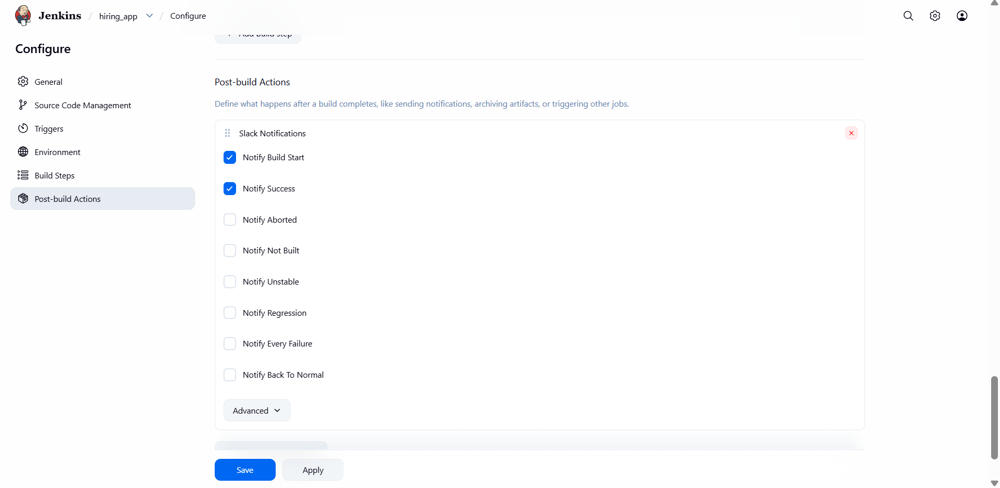 Jenkins / hiring_app / Configure
Configure
General
Source Code Management
Triggers
Environment
Build Steps
Post-build Actions
Add build step
Post-build Actions
Define what happens after a build completes, like sending notifications, archiving artifacts, or triggering other jobs.
Slack Notifications
Notify Build Start
Notify Success
Notify Aborted
Notify Not Built
Notify Unstable
Notify Regression
Notify Every Failure
Notify Back To Normal
Advanced
Save
Apply